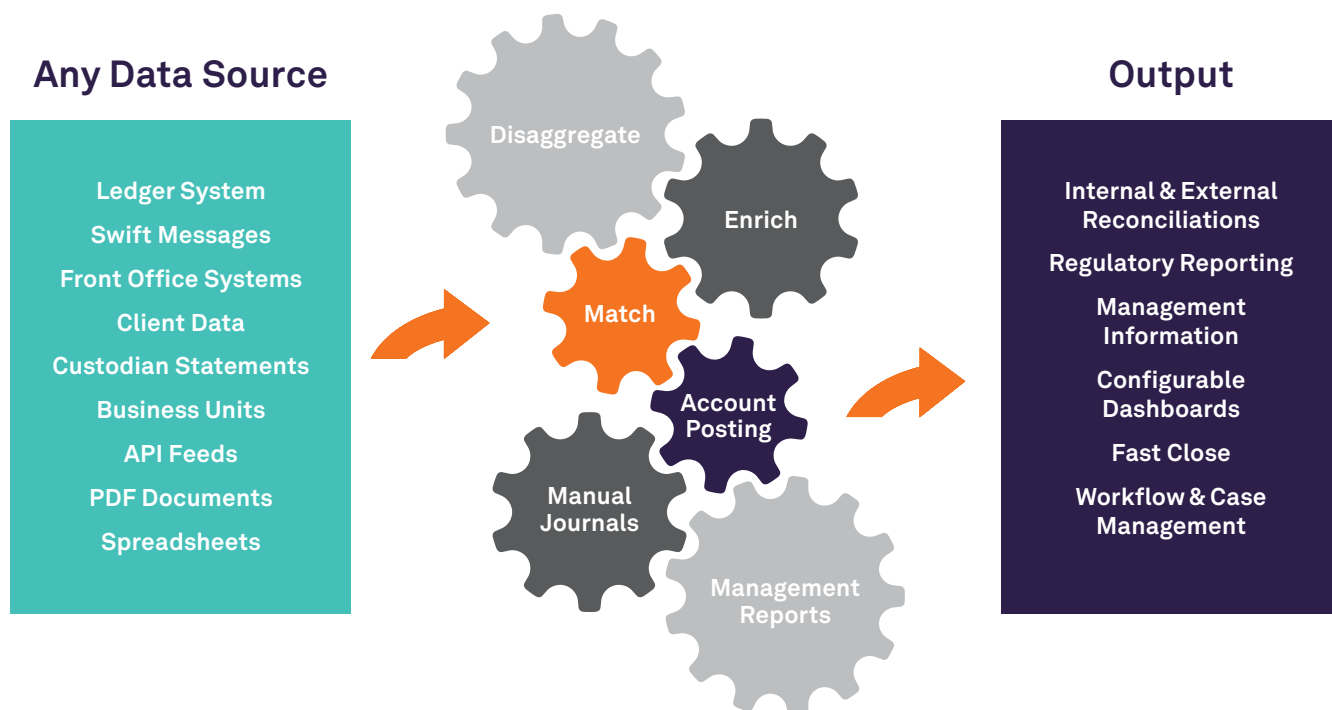 Any Data Source
Ledger System
Swift Messages
Front Office Systems
Client Data
Custodian Statements
Business Units
API Feeds
PDF Documents
Spreadsheets
Disaggregate
Enrich
Match
Account
Posting
Manual
Journals
Management
Reports
Output
Internal & External
Reconciliations
Regulatory Reporting
Management
Information
Configurable
Dashboards
Fast Close
Workflow & Case
Management